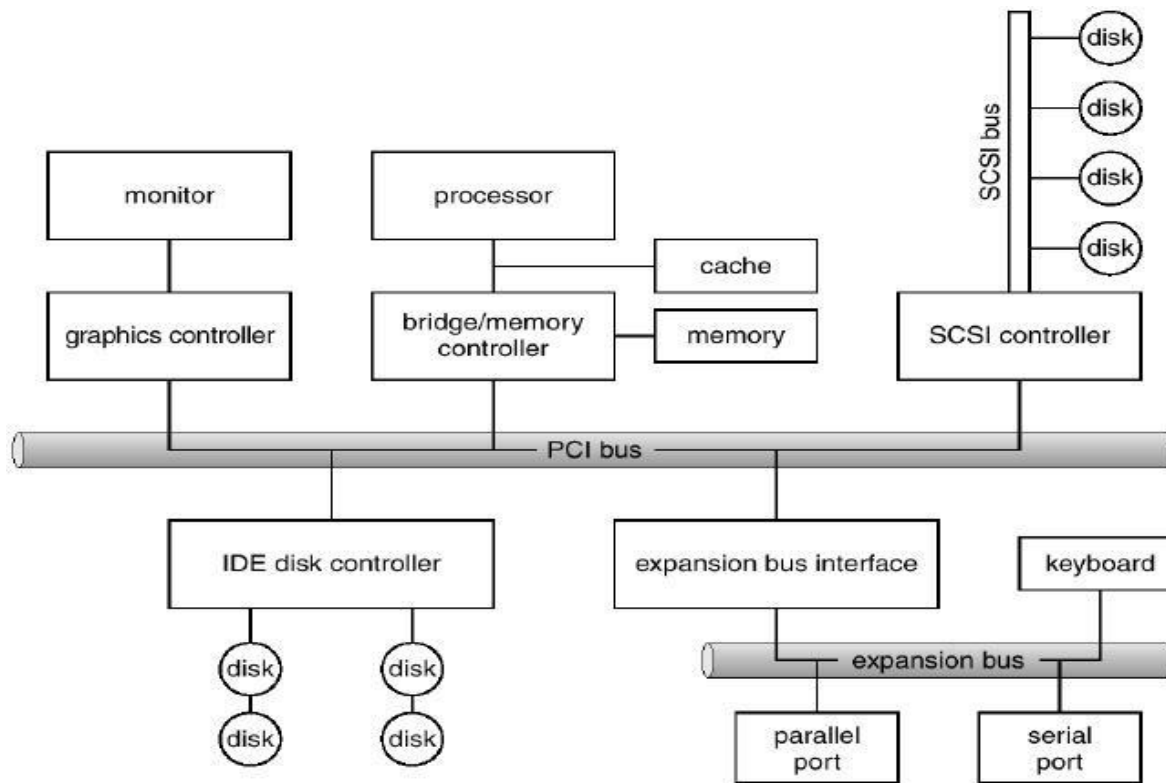 disk
disk
disk
disk
SCSI bus
monitor
processor
cache
graphics controller
bridge/memory
controller
memory
SCSI controller
PCI bus
IDE disk controller
expansion bus interface
keyboard
disk
disk
disk
disk
expansion bus
parallel
port
serial
port